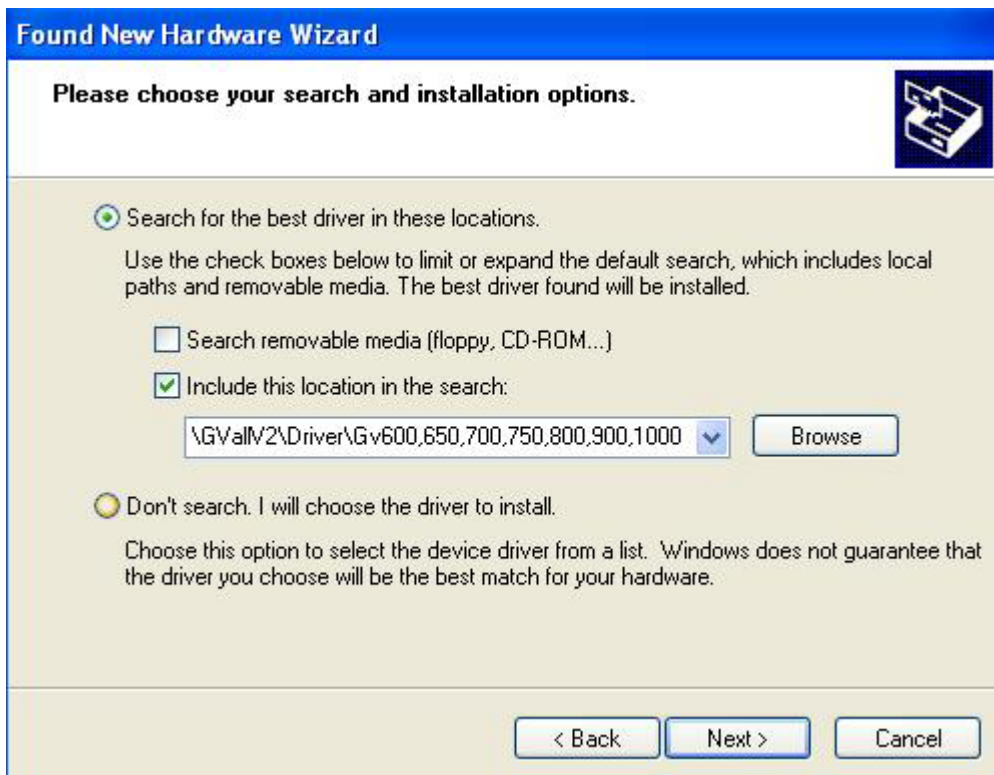 Found New Hardware Wizard
Please choose your search and installation options.
Search for the best driver in these locations.
Use the check boxes below to limit or expand the default search, which includes local
paths and removable media. The best driver found will be installed.
Search removable media (floppy, CD-ROM...)
Include this location in the search:
\GVallV2\Driver\Gv600,650,700,750,800,900,1000
Browse
Don't search. I will choose the driver to install.
Choose this option to select the device driver from a list. Windows does not guarantee that
the driver you choose will be the best match for your hardware.
< Back Next > Cancel